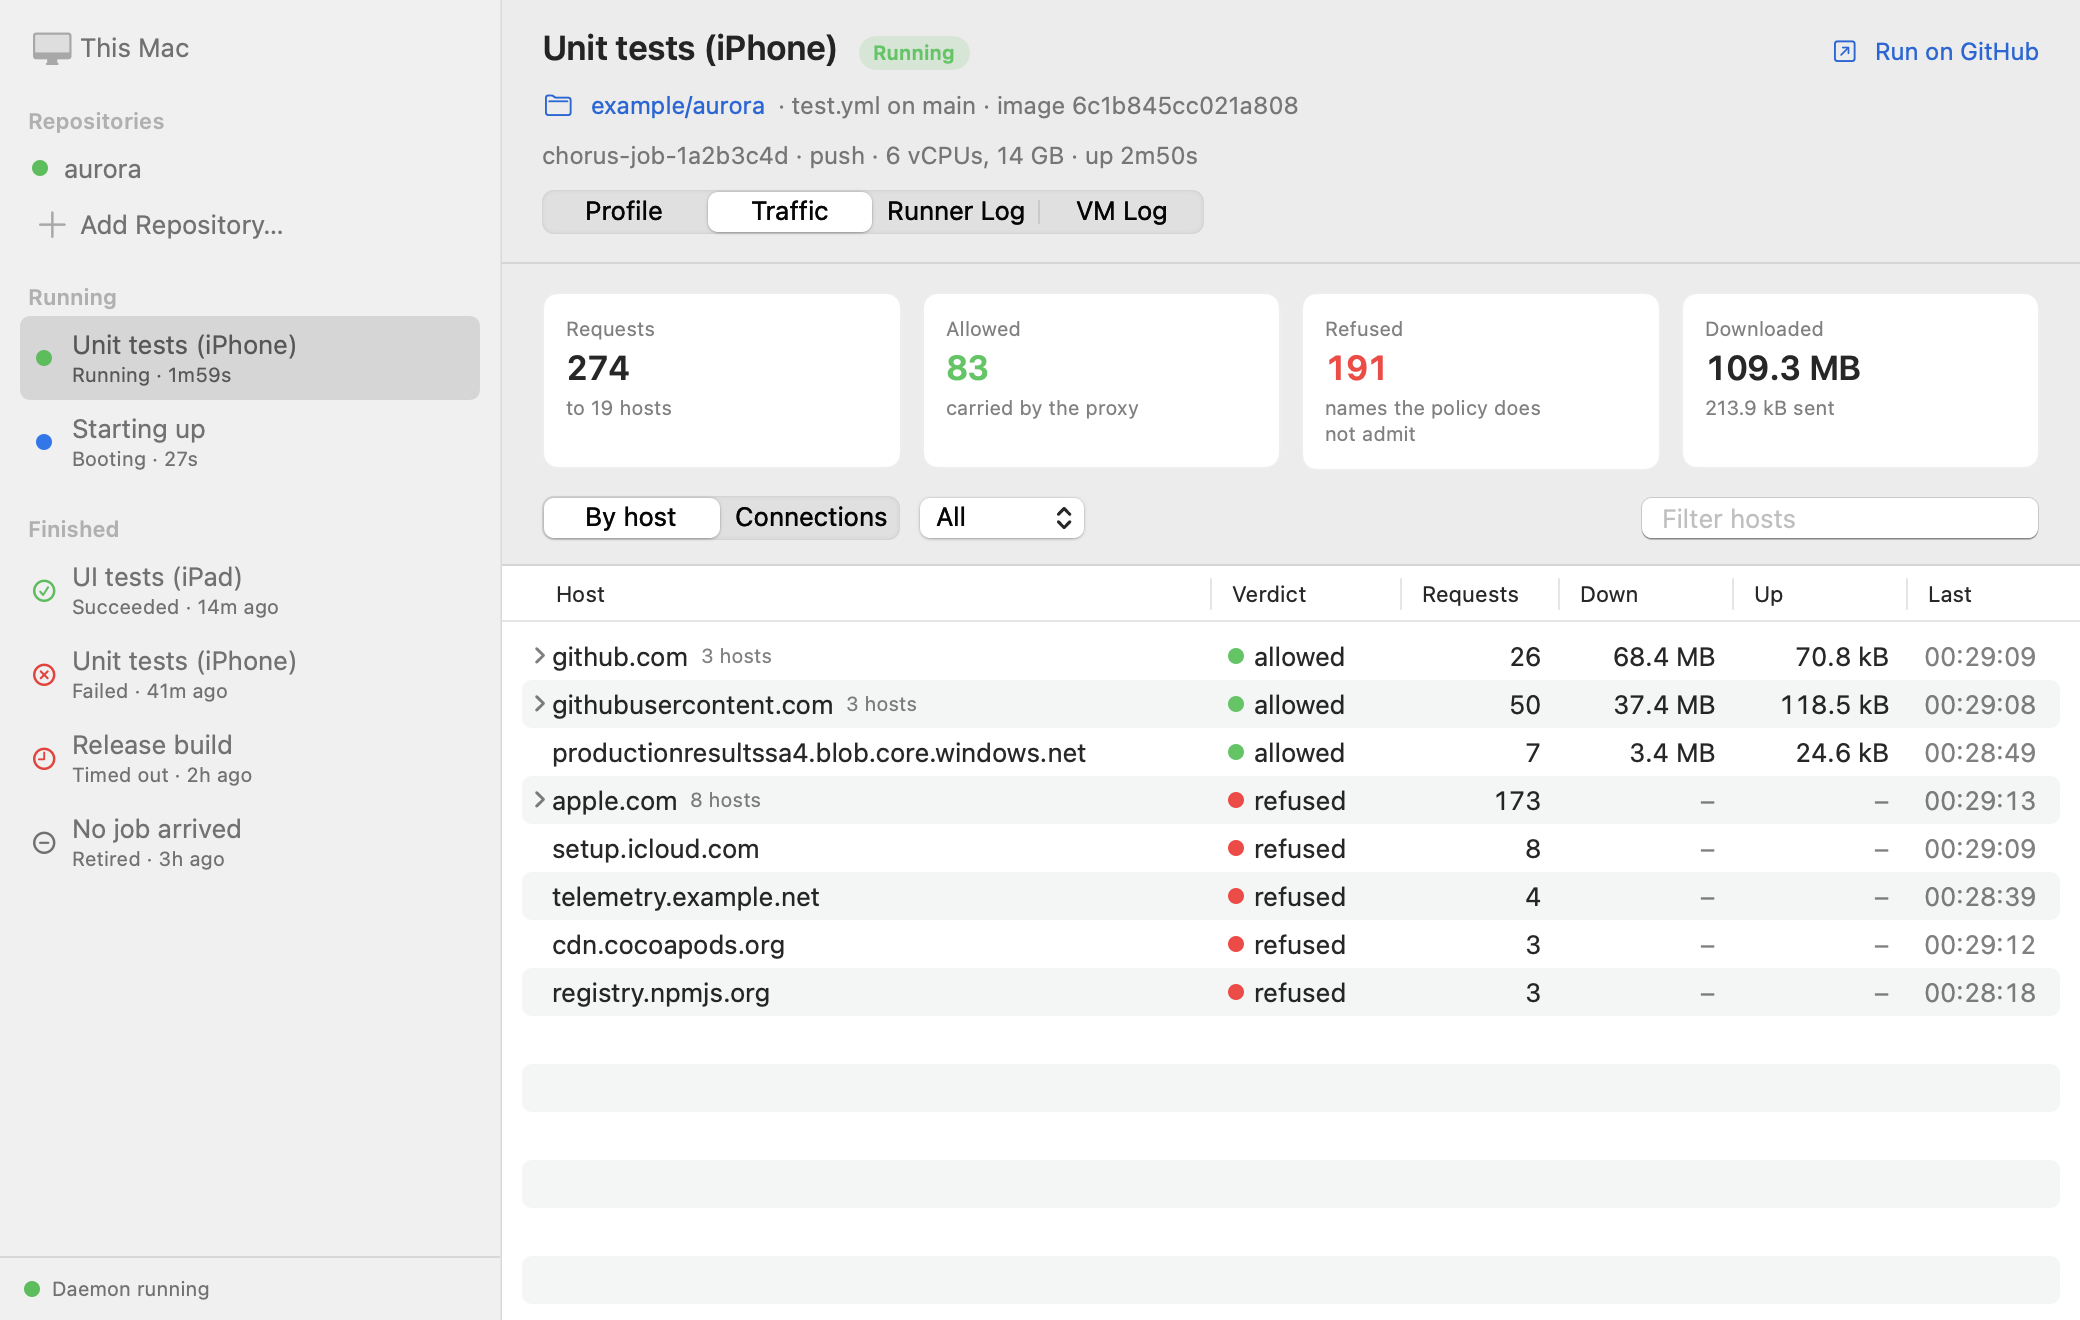 This Mac
Repositories
aurora
Add Repository...
Running
Unit tests (iPhone)
Running · 1m59s
Starting up
Booting · 27s
Finished
UI tests (iPad)
Succeeded · 14m ago
Unit tests (iPhone)
Failed · 41m ago
Release build
Timed out · 2h ago
No job arrived
Retired · 3h ago
Daemon running
Unit tests (iPhone) Running
Run on GitHub
example/aurora · test.yml on main · image 6c1b845cc021a808
chorus-job-1a2b3c4d · push · 6 vCPUs, 14 GB · up 2m50s
Profile Traffic Runner Log VM Log
Requests
274
to 19 hosts
Allowed
83
carried by the proxy
Refused
191
names the policy does
not admit
Downloaded
109.3 MB
213.9 kB sent
By host Connections All Filter hosts
Host Verdict Requests Down Up Last
github.com 3 hosts allowed 26 68.4 MB 70.8 kB 00:29:09
githubusercontent.com 3 hosts allowed 50 37.4 MB 118.5 kB 00:29:08
productionresultssa4.blob.core.windows.net allowed 7 3.4 MB 24.6 kB 00:28:49
apple.com 8 hosts refused 173 – – 00:29:13
setup.icloud.com refused 8 – – 00:29:09
telemetry.example.net refused 4 – – 00:28:39
cdn.cocoapods.org refused 3 – – 00:29:12
registry.npmjs.org refused 3 – – 00:28:18